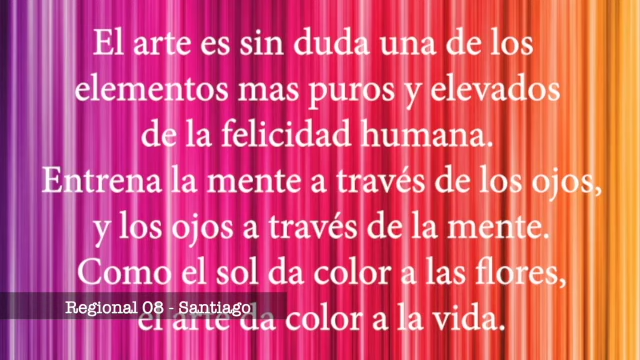 El arte es sin duda una de los
elementos mas puros y elevados
de la felicidad humana.
Entrena la mente a través de los ojos,
y los ojos a través de la mente.
Como el sol da color a las flores,
Regional 08 - Santiago
el arte da color a la vida.